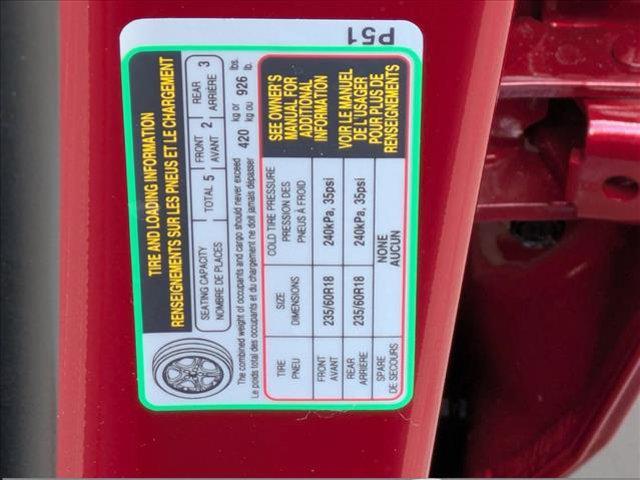 P51
TIRE AND LOADING INFORMATION
RENSEIGNEMENTS SUR LES PNEUS ET LE CHARGEMENT
SEATING CAPACITY
NOMBRE DE PLACES
TOTAL 5
FRONT
AVANT
2
REAR
ARRIÈRE
3
The combined weight of occupants and cargo should never exceed
Le poids total des occupants et du chargement ne doit jamais dépasser
420 kg or kg ou 926 lbs. lb.
TIRE
PNEU
SIZE
DIMENSIONS
COLD TIRE PRESSURE
PRESSION DES
PNEUS À FROID
FRONT
AVANT
235/60R18
240kPa, 35psi
REAR
ARRIERE
235/60R18
240kPa, 35psi
SPARE
DE SECOURS
NONE
AUCUN
SEE OWNER'S
MANUAL FOR
ADDITIONAL
INFORMATION
VOIR LE MANUEL
DE L'USAGER
POUR PLUS DE
RENSEIGNEMENTS